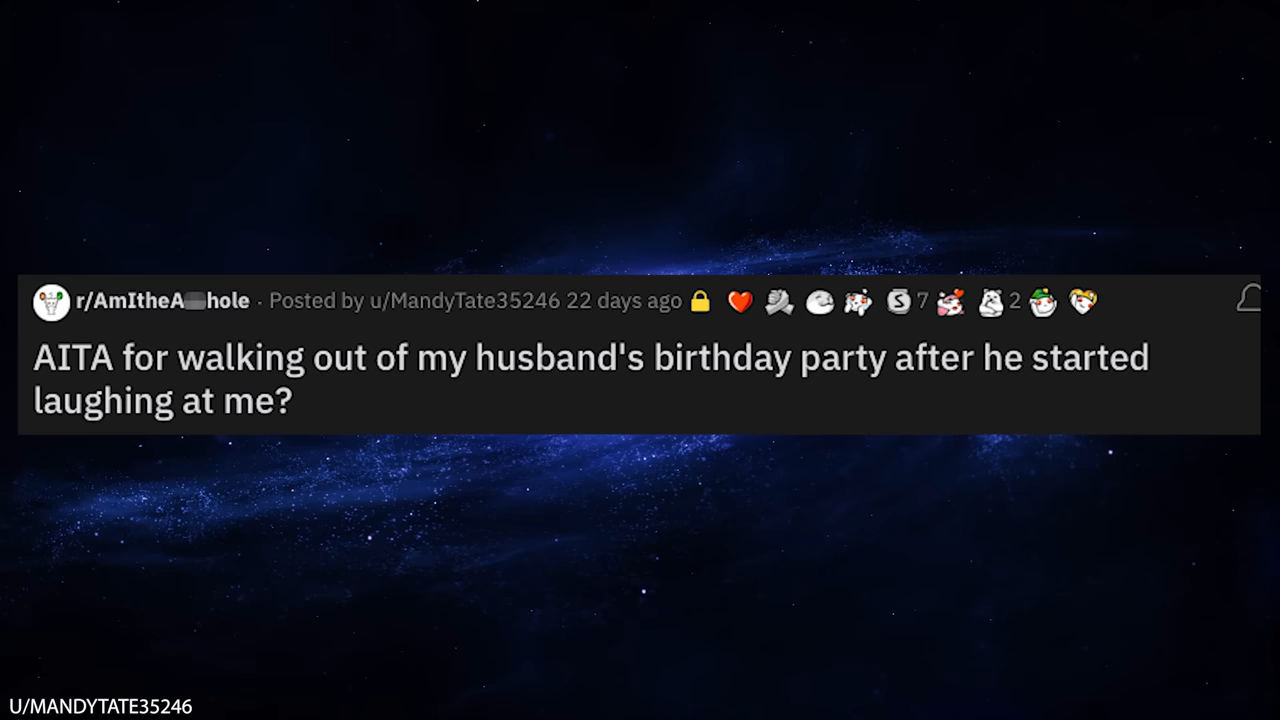 r/AmItheA hole · Posted by u/MandyTate35246 22 days ago 7 2
AITA for walking out of my husband's birthday party after he started
laughing at me?
U/MANDYTATE35246